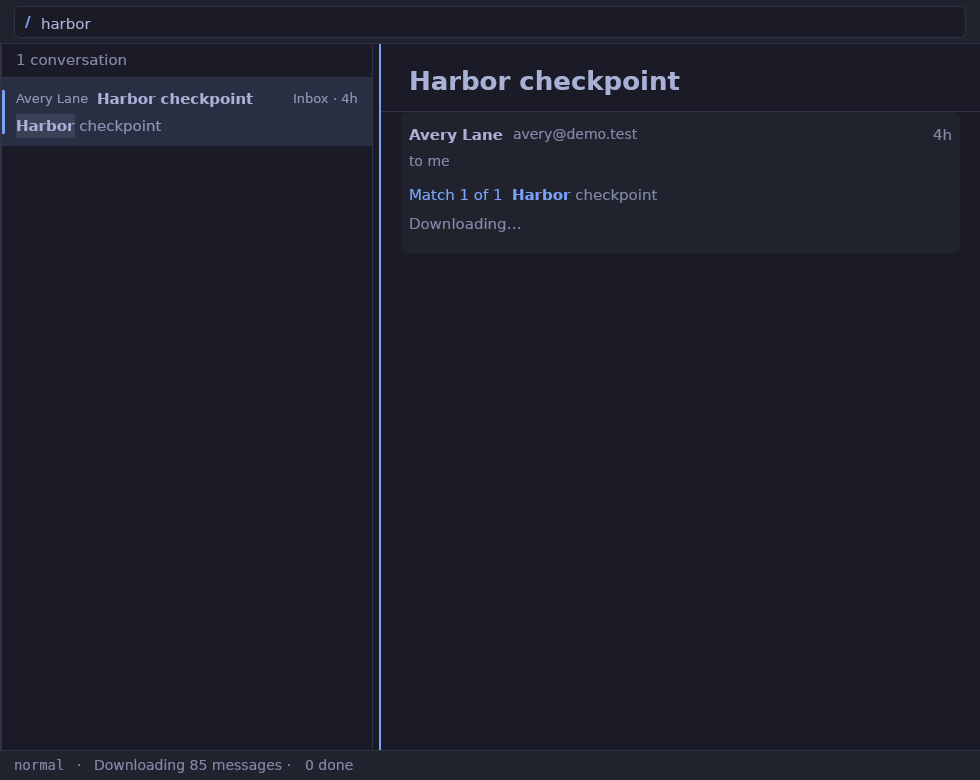 / harbor
1 conversation
Avery Lane Harbor checkpoint Inbox · 4h
Harbor checkpoint
Harbor checkpoint
Avery Lane avery@demo.test 4h
to me
Match 1 of 1 Harbor checkpoint
Downloading…
normal · Downloading 85 messages · 0 done